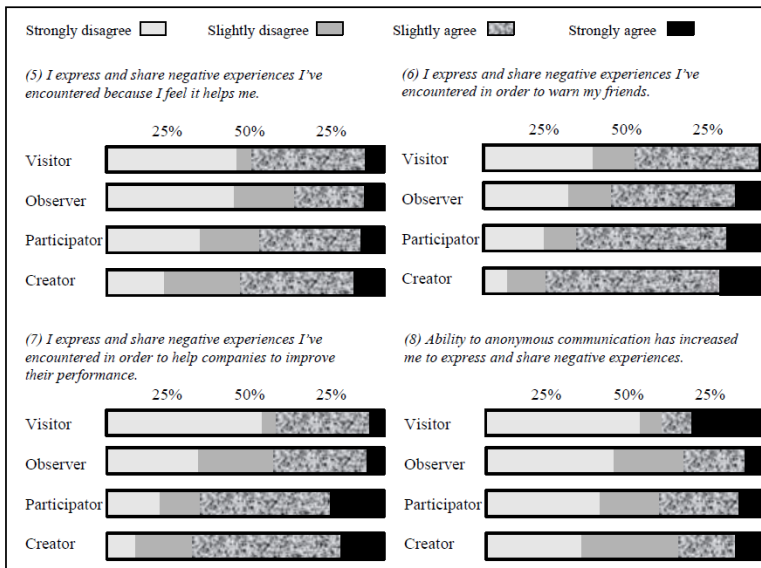 Strongly disagree Slightly disagree Slightly agree Strongly agree
(5) I express and share negative experiences I've
encountered because I feel it helps me.
25% 50% 25%
Visitor
Observer
Participator
Creator
(6) I express and share negative experiences I've
encountered in order to warn my friends.
25% 50% 25%
Visitor
Observer
Participator
Creator
(7) I express and share negative experiences I've
encountered in order to help companies to improve
their performance.
25% 50% 25%
Visitor
Observer
Participator
Creator
(8) Ability to anonymous communication has increased
me to express and share negative experiences.
25% 50% 25%
Visitor
Observer
Participator
Creator